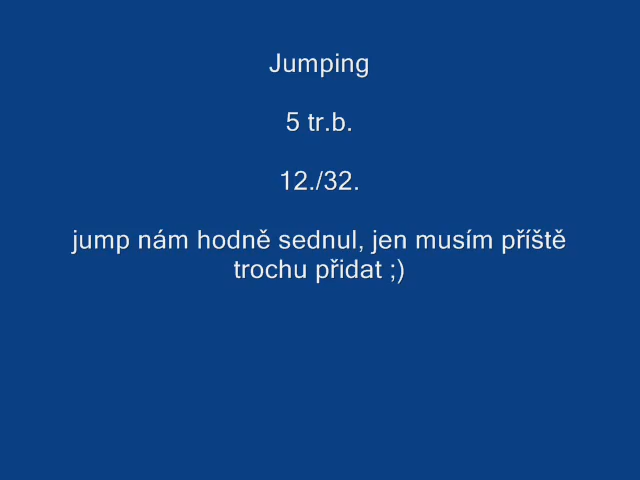 Jumping
5 tr.b.
12./32.
jump nám hodně sednul, jen musím příště
trochu přidat ;)